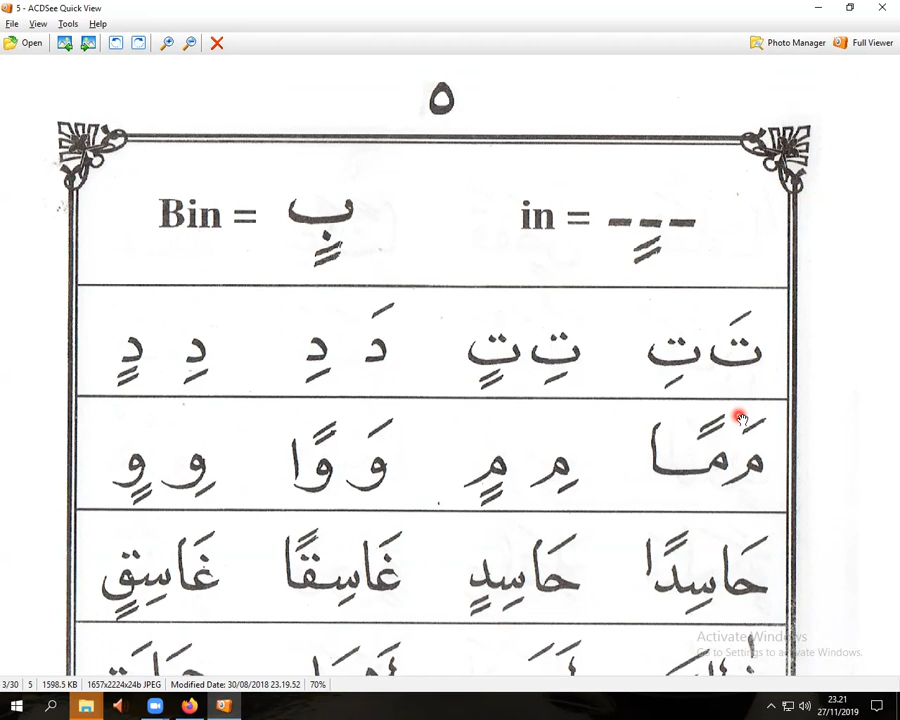 5 - ACDSee Quick View
File View Tools Help
Open Photo Manager Full Viewer
٥
in = ـٍ Bin = بٍ
تَ تِ تِ تٍ دَ دِ دِ دٍ
مَ مًا مِ مٍ وَ وًا وِ وٍ
حَاسِدًا حَاسِدٍ غَاسِقًا غَاسِقٍ
Activate Windows
Go to Settings to activate Windows.
3/30 5 1598.5 KB 1657x2224x24b JPEG Modified Date: 30/08/2018 23.19.52 70%
23.21
27/11/2019